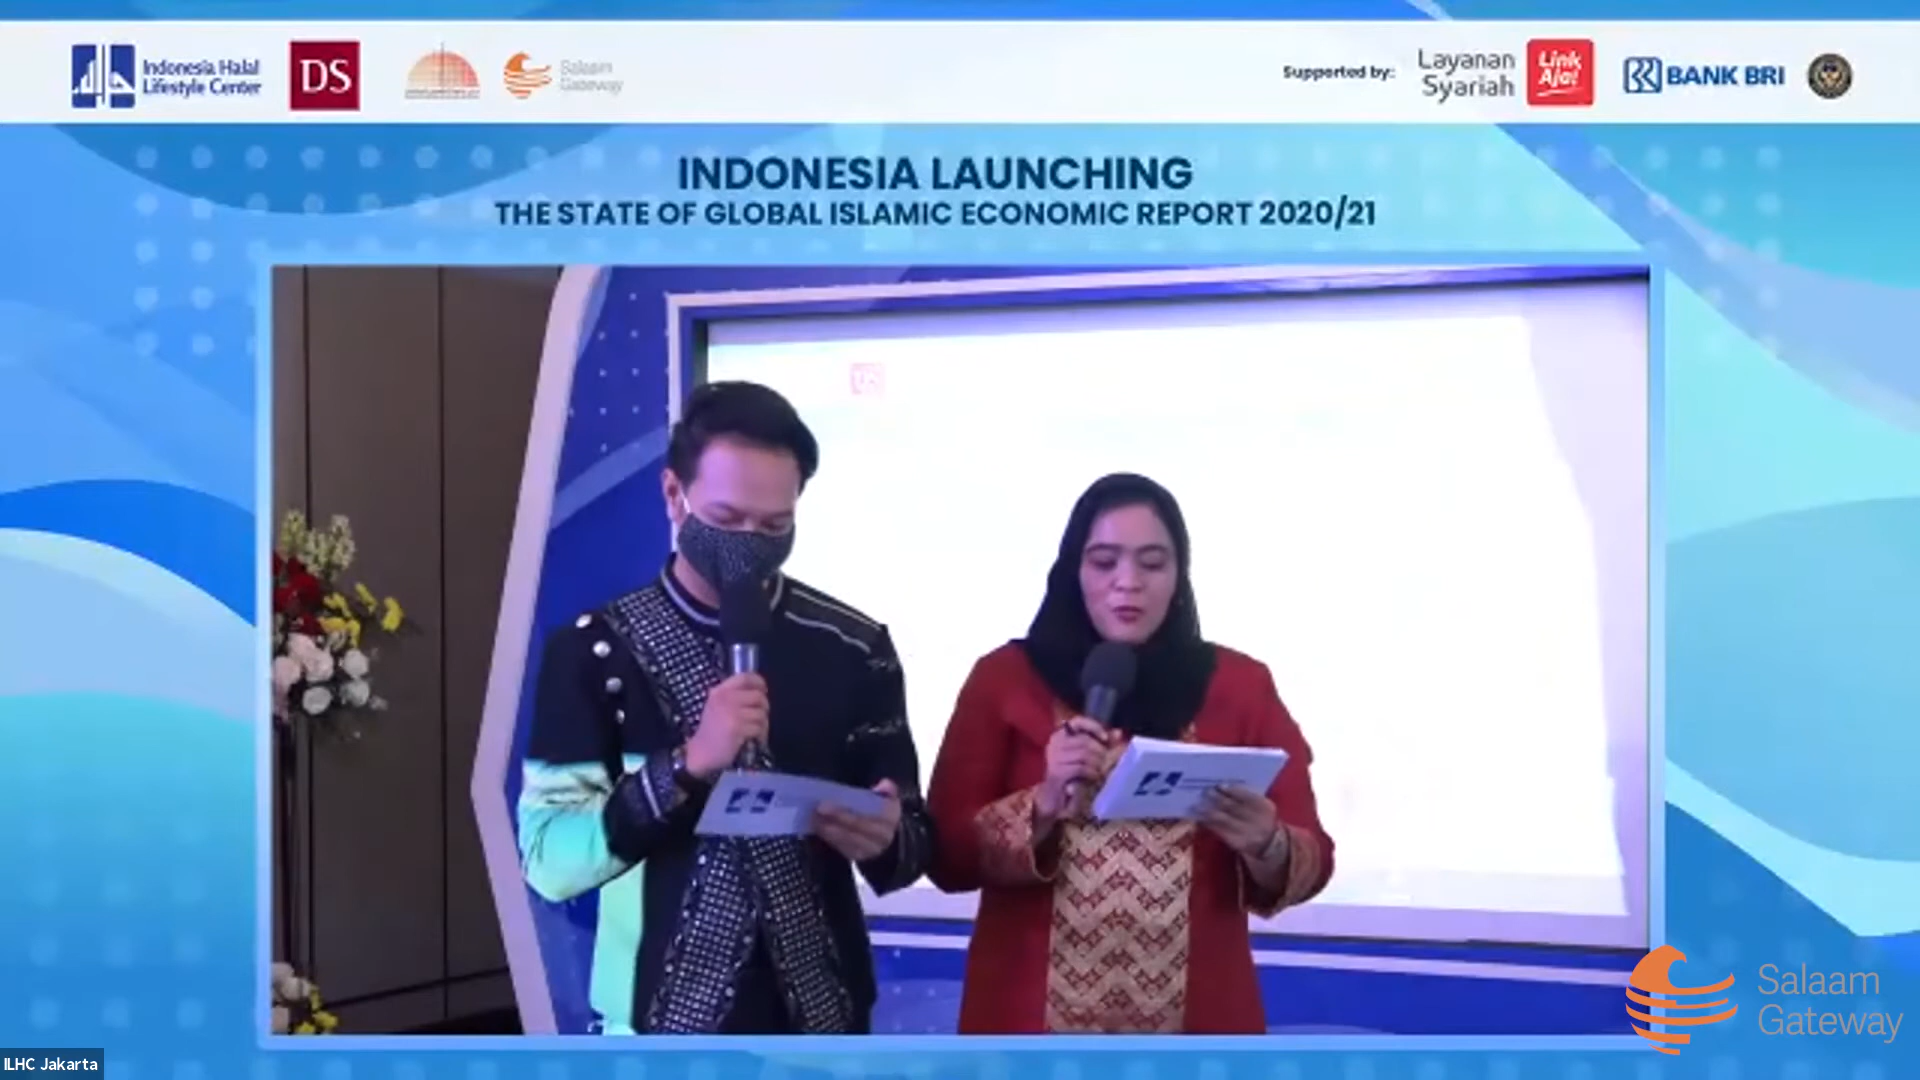 Indonesia Halal
Lifestyle Center
DS
Salaam
Gateway
Supported by:
Layanan
Syariah
Link
Aja!
BANK BRI
INDONESIA LAUNCHING
THE STATE OF GLOBAL ISLAMIC ECONOMIC REPORT 2020/21
Salaam
Gateway
ILHC Jakarta